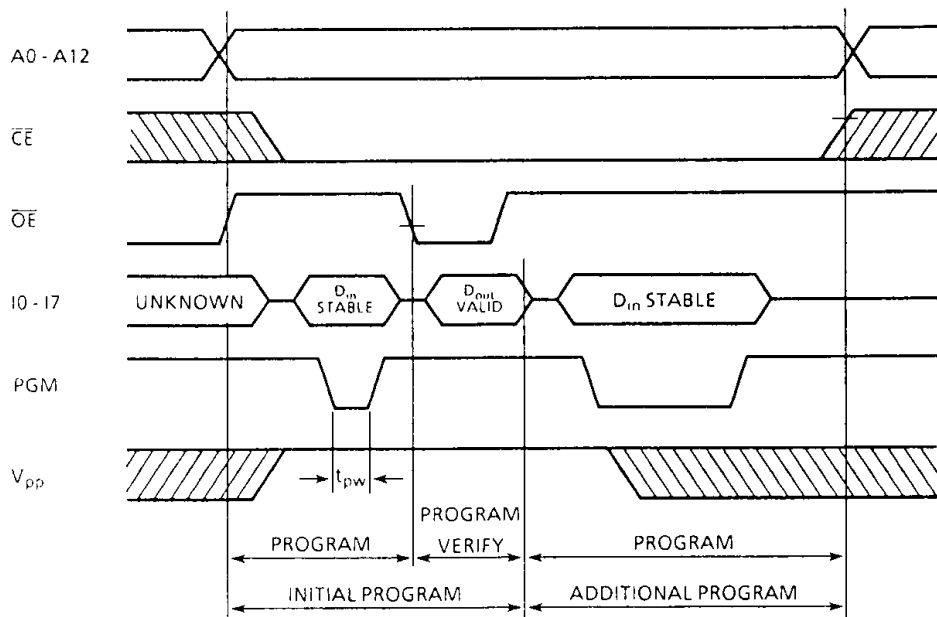 A0 - A12
CE
OE
I0 - I7
UNKNOWN
Din
STABLE
Dout
VALID
Din STABLE
PGM
Vpp
tpw
PROGRAM
PROGRAM
VERIFY
PROGRAM
INITIAL PROGRAM
ADDITIONAL PROGRAM